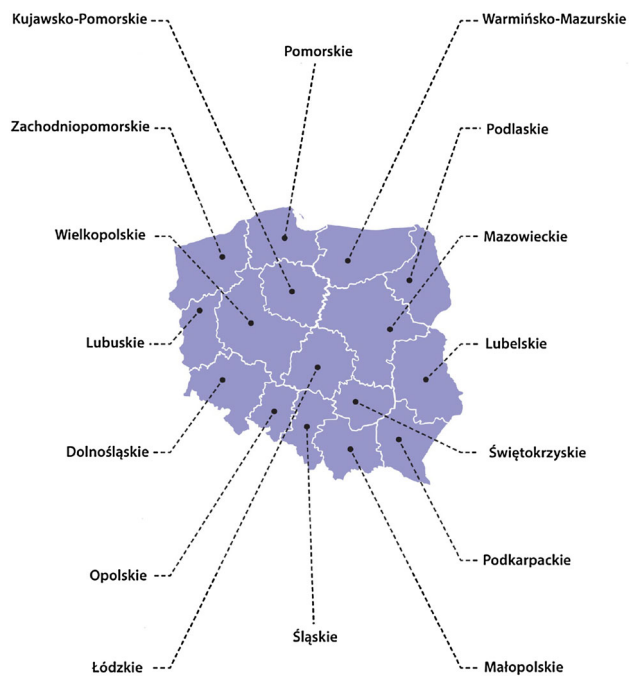 Kujawsko-Pomorskie
Warmińsko-Mazurskie
Pomorskie
Zachodniopomorskie
Podlaskie
Wielkopolskie
Mazowieckie
Lubuskie
Lubelskie
Dolnośląskie
Świętokrzyskie
Opolskie
Podkarpackie
Śląskie
Łódzkie
Małopolskie